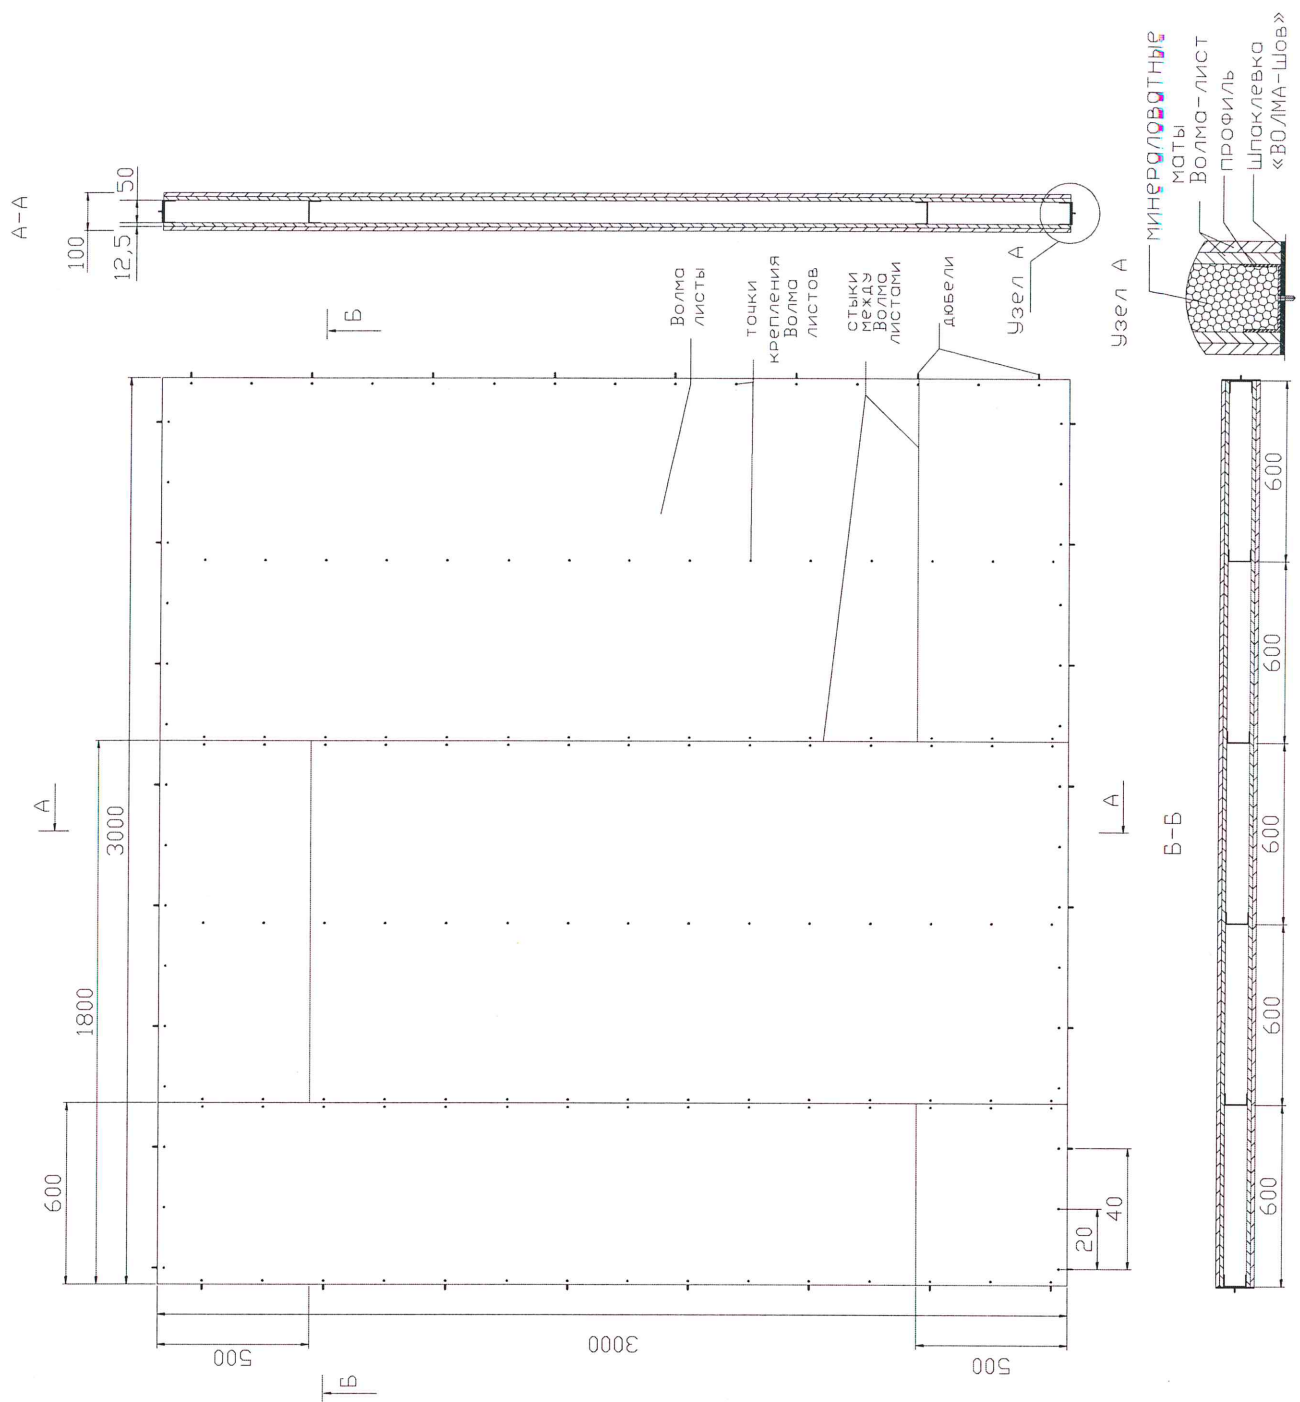 А-А
100
50
12,5
Узел А
Б
Волма
листы
точки
крепления
Волма
листов
стыки
между
Волма
листами
дюбели
Узел А
минераловатные
маты
Волма-лист
профиль
Шпаклевка
«ВОЛМА-Шов»
А
3000
1800
600
А
20
40
500
3000
500
Б
Б-Б
600
600
600
600
600